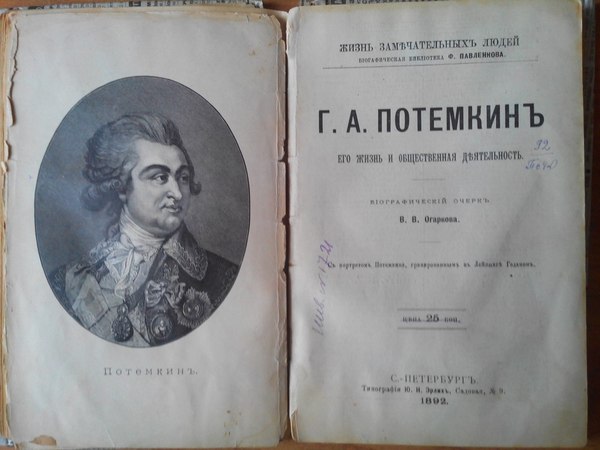 Потемкинъ.
ЖИЗНЬ ЗАМѢЧАТЕЛЬНЫХЪ ЛЮДЕЙ
БІОГРАФИЧЕСКАЯ БИБЛІОТЕКА Ф. ПАВЛЕНКОВА.
Г. А. ПОТЕМКИНЪ
ЕГО ЖИЗНЬ И ОБЩЕСТВЕННАЯ ДѢЯТЕЛЬНОСТЬ.
92
БІОГРАФИЧЕСКІЙ ОЧЕРКЪ
В. В. Огаркова.
Съ портретомъ Потемкина, гравированнымъ въ Лейпцигѣ Геданомъ.
ЦѢНА 25 КОП.
С.-ПЕТЕРБУРГЪ.
Типографія Ю. Н. Эрлихъ, Садовая, № 9.
1892.